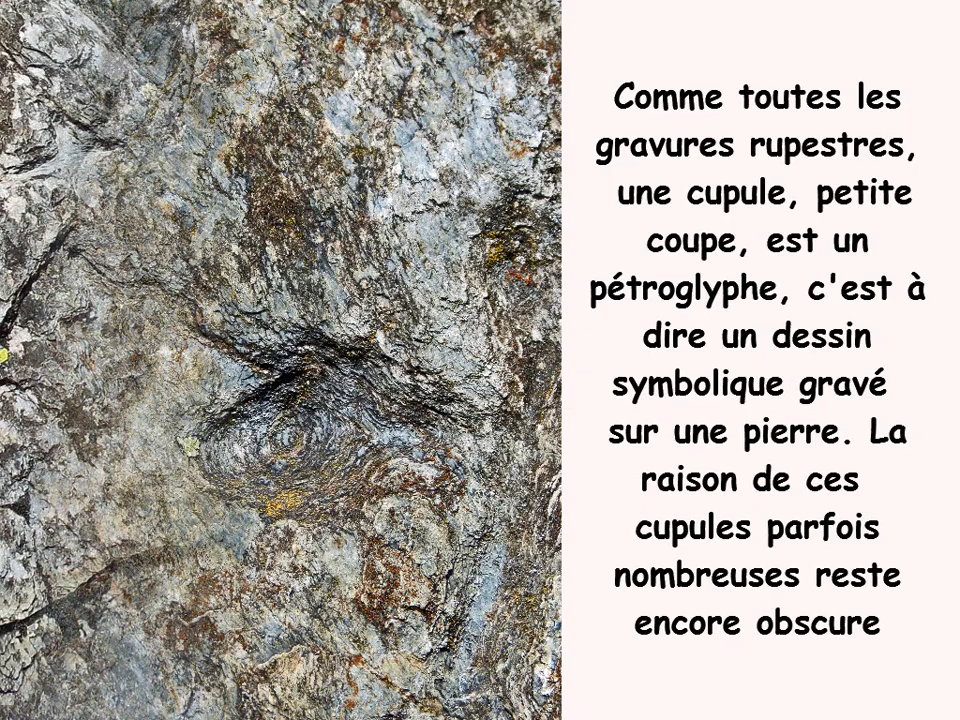 Comme toutes les
gravures rupestres,
une cupule, petite
coupe, est un
pétroglyphe, c'est à
dire un dessin
symbolique gravé
sur une pierre. La
raison de ces
cupules parfois
nombreuses reste
encore obscure